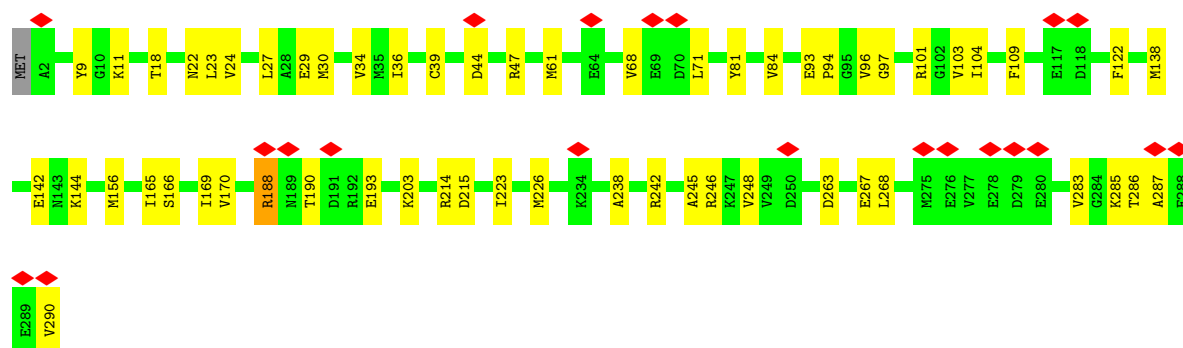 MET A2 Y9 G10 K11 T18 N22 L23 V24 L27 A28 E29 M30 V34 M35 I36 C39 D44 R47 M61 E64 V68 E69 D70 L71 Y81 V84 E93 P94 G95 V96 G97 R101 G102 V103 I104 F109 E117 D118 F122 M138
E142 N143 K144 M156 I165 S166 I169 V170 R188 N189 T190 D191 R192 E193 K203 R214 D215 I223 M226 K234 A238 R242 A245 R246 K247 V248 V249 D250 D263 E267 L268 M275 E276 V277 E278 D279 E280 V283 G284 K285 T286 A287 E288
E289 V290